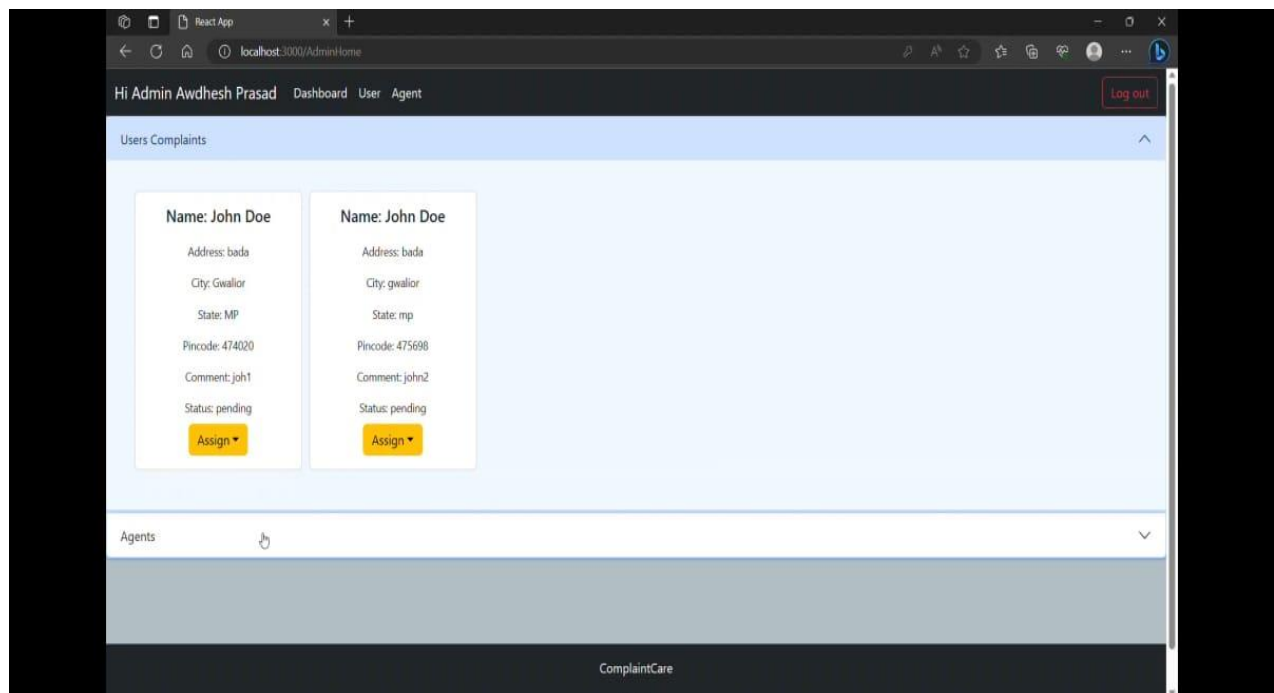 React App
localhost:3000/AdminHome
Hi Admin Awdhesh Prasad Dashboard User Agent Log out
Users Complaints
Name: John Doe
Address: bada
City: Gwalior
State: MP
Pincode: 474020
Comment: joh1
Status: pending
Assign
Name: John Doe
Address: bada
City: gwalior
State: mp
Pincode: 475698
Comment: john2
Status: pending
Assign
Agents
ComplaintCare